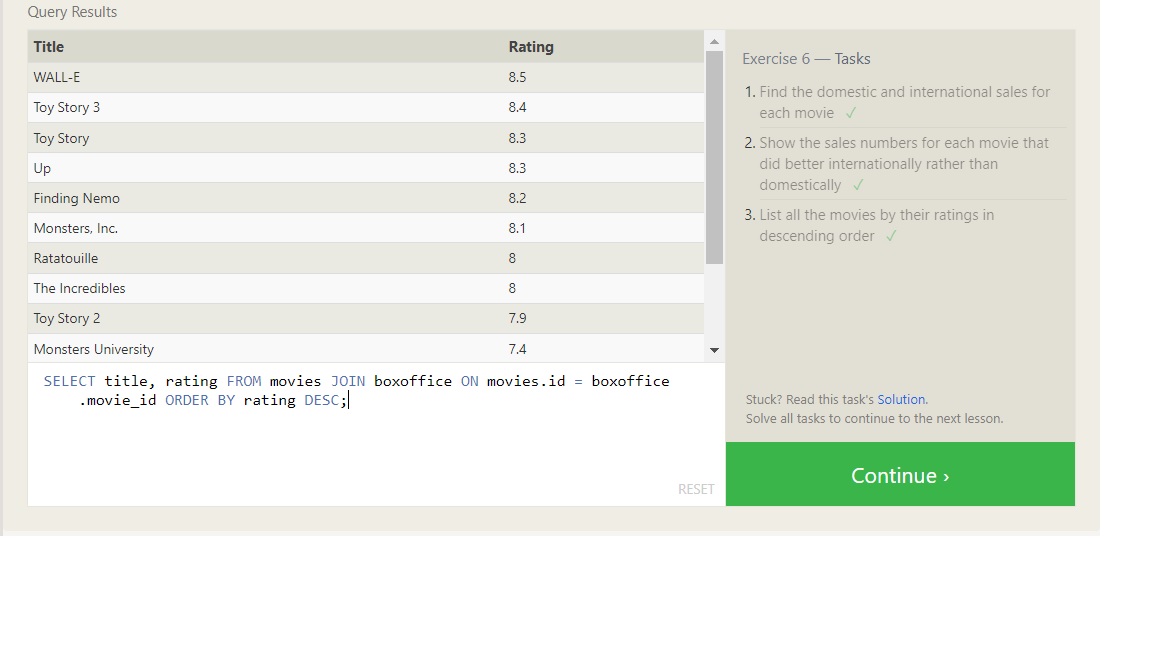 Query Results
Title Rating
WALL-E 8.5
Toy Story 3 8.4
Toy Story 8.3
Up 8.3
Finding Nemo 8.2
Monsters, Inc. 8.1
Ratatouille 8
The Incredibles 8
Toy Story 2 7.9
Monsters University 7.4
SELECT title, rating FROM movies JOIN boxoffice ON movies.id = boxoffice
.movie_id ORDER BY rating DESC;
RESET
Exercise 6 — Tasks
1. Find the domestic and international sales for
each movie ✓
2. Show the sales numbers for each movie that
did better internationally rather than
domestically ✓
3. List all the movies by their ratings in
descending order ✓
Stuck? Read this task's Solution.
Solve all tasks to continue to the next lesson.
Continue ›